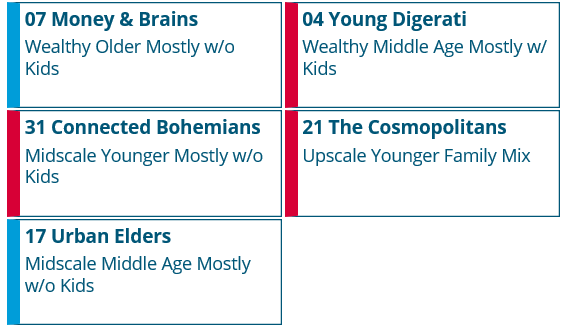 07 Money & Brains
Wealthy Older Mostly w/o
Kids
04 Young Digerati
Wealthy Middle Age Mostly w/
Kids
31 Connected Bohemians
Midscale Younger Mostly w/o
Kids
21 The Cosmopolitans
Upscale Younger Family Mix
17 Urban Elders
Midscale Middle Age Mostly
w/o Kids